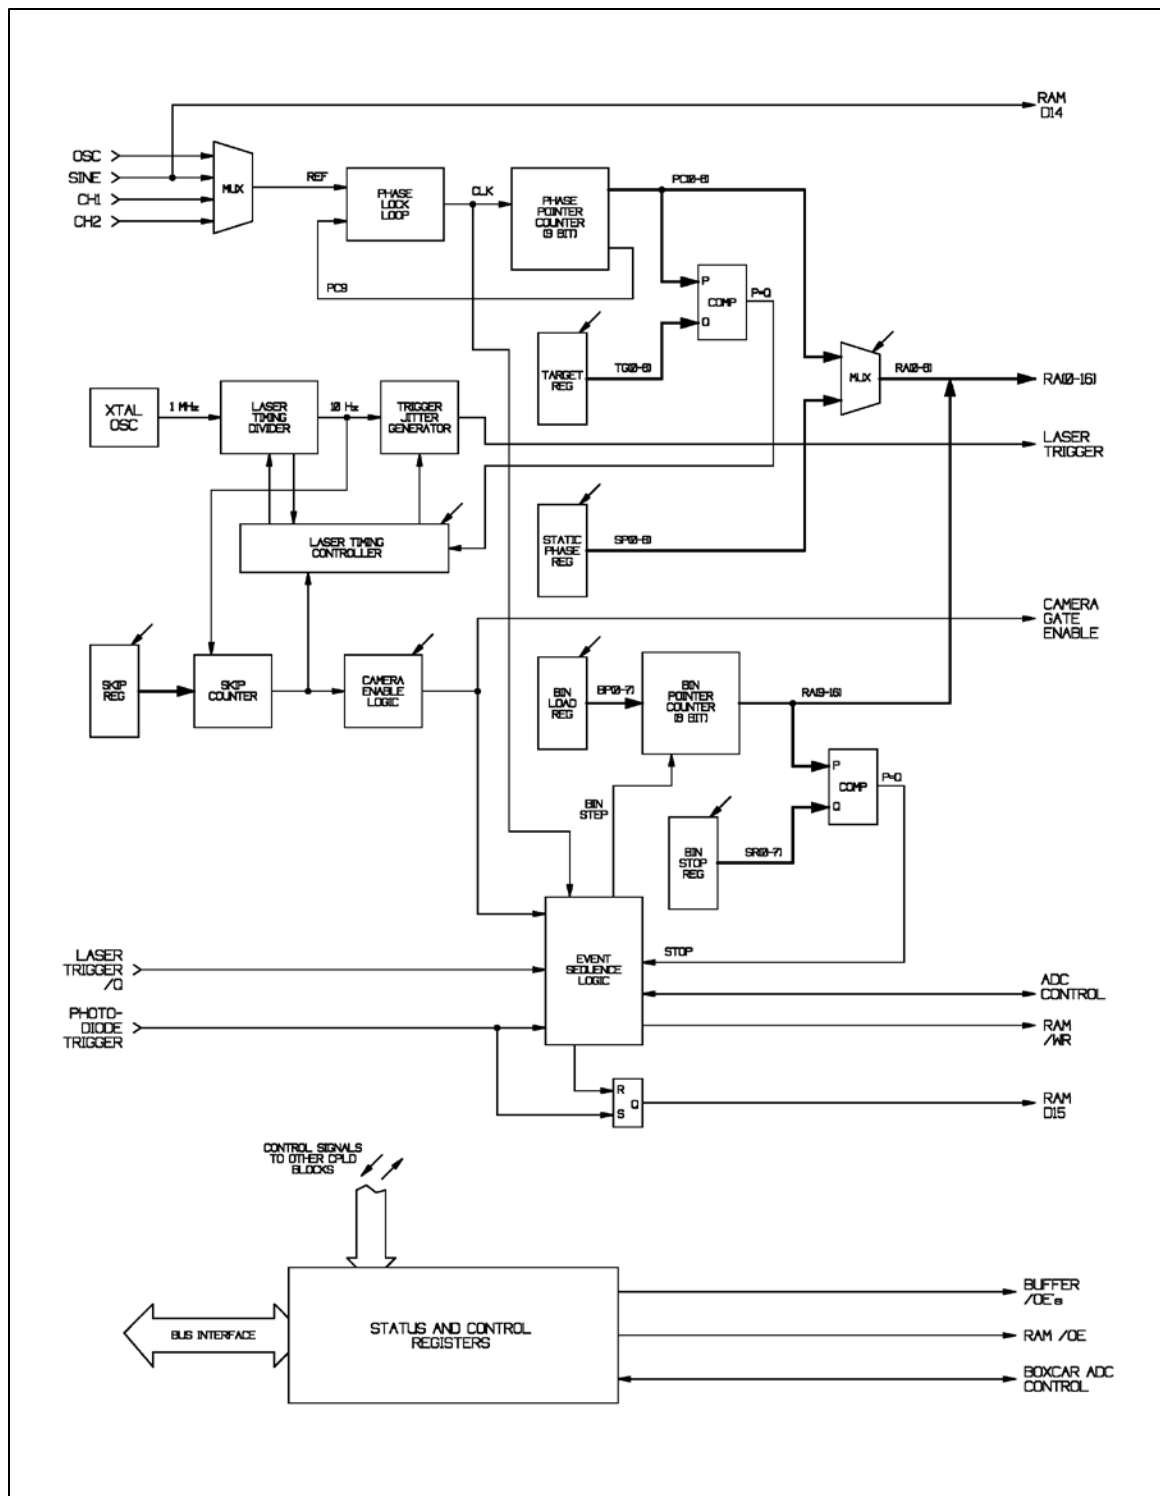 RAM
D14
OSC
SINE
CH1
CH2
MUX
REF
PHASE
LOCK
LOOP
CLK
PHASE
POINTER
COUNTER
(9 BIT)
PC(0-8)
PC9
P
COMP
Q
P=Q
TARGET
REG
TG(0-8)
MUX
RA(0-8)
RA(0-16)
XTAL
OSC
1 MHz
LASER
TIMING
DIVIDER
10 Hz
TRIGGER
JITTER
GENERATOR
LASER
TRIGGER
LASER TIMING
CONTROLLER
STATIC
PHASE
REG
SP(0-8)
CAMERA
GATE
ENABLE
SKIP
REG
SKIP
COUNTER
CAMERA
ENABLE
LOGIC
BIN
LOAD
REG
BP(0-7)
BIN
POINTER
COUNTER
(8 BIT)
RA(9-16)
P
COMP
Q
P=Q
BIN
STEP
BIN
STOP
REG
SR(0-7)
LASER
TRIGGER
/Q
EVENT
SEQUENCE
LOGIC
STOP
ADC
CONTROL
PHOTO-
DIODE
TRIGGER
RAM
/WR
R
Q
S
RAM
D15
CONTROL SIGNALS
TO OTHER CPLD
BLOCKS
BUS INTERFACE
STATUS AND CONTROL
REGISTERS
BUFFER
/OE's
RAM /OE
BOXCAR ADC
CONTROL